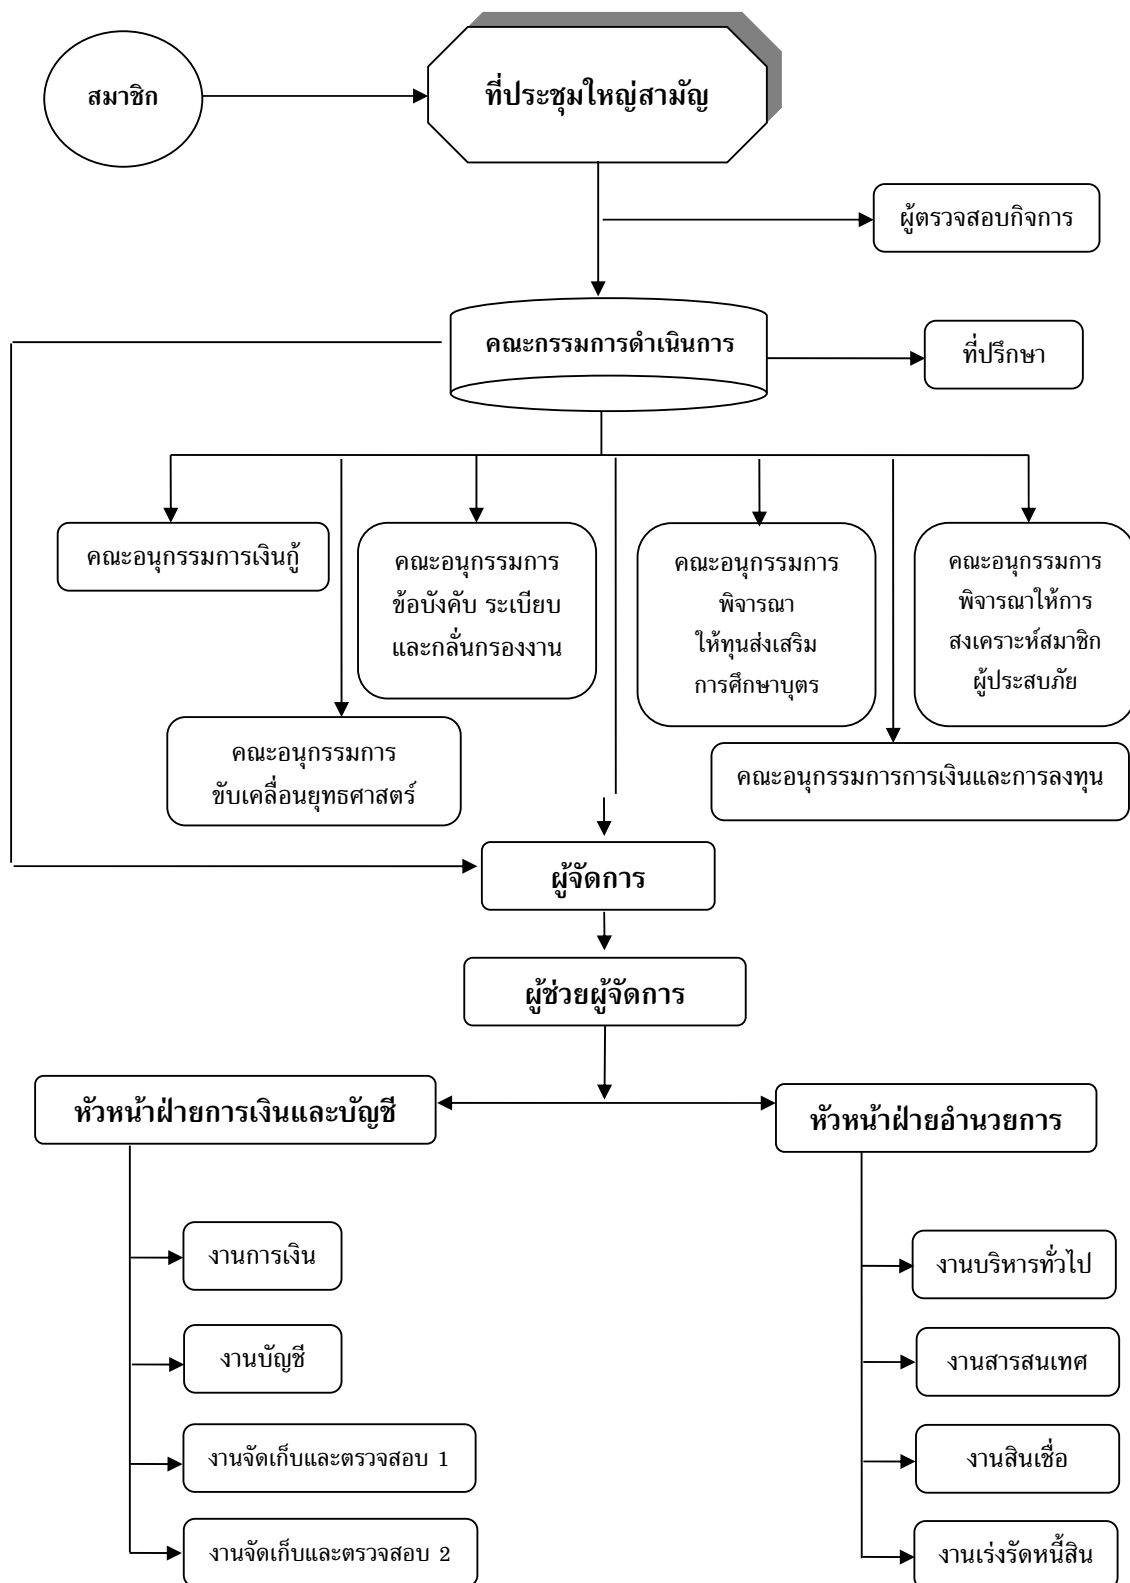 สมาชิก
ที่ประชุมใหญ่สามัญ
ผู้ตรวจสอบกิจการ
คณะกรรมการดำเนินการ
ที่ปรึกษา
คณะอนุกรรมการเงินกู้
คณะอนุกรรมการ
ข้อบังคับ ระเบียบ
และกลั่นกรองงาน
คณะอนุกรรมการ
พิจารณา
ให้ทุนส่งเสริม
การศึกษาบุตร
คณะอนุกรรมการ
พิจารณาให้การ
สงเคราะห์สมาชิก
ผู้ประสบภัย
คณะอนุกรรมการ
ขับเคลื่อนยุทธศาสตร์
คณะอนุกรรมการการเงินและการลงทุน
ผู้จัดการ
ผู้ช่วยผู้จัดการ
หัวหน้าฝ่ายการเงินและบัญชี
หัวหน้าฝ่ายอำนวยการ
งานการเงิน
งานบัญชี
งานจัดเก็บและตรวจสอบ 1
งานจัดเก็บและตรวจสอบ 2
งานบริหารทั่วไป
งานสารสนเทศ
งานสินเชื่อ
งานเร่งรัดหนี้สิน